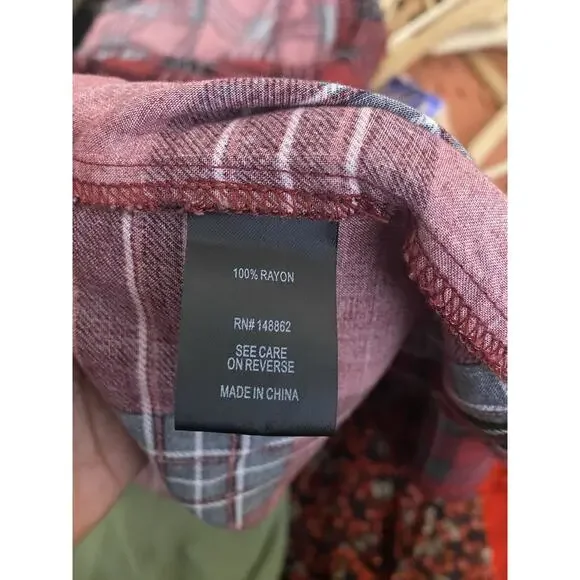 100% RAYON
RN# 148862
SEE CARE
ON REVERSE
MADE IN CHINA